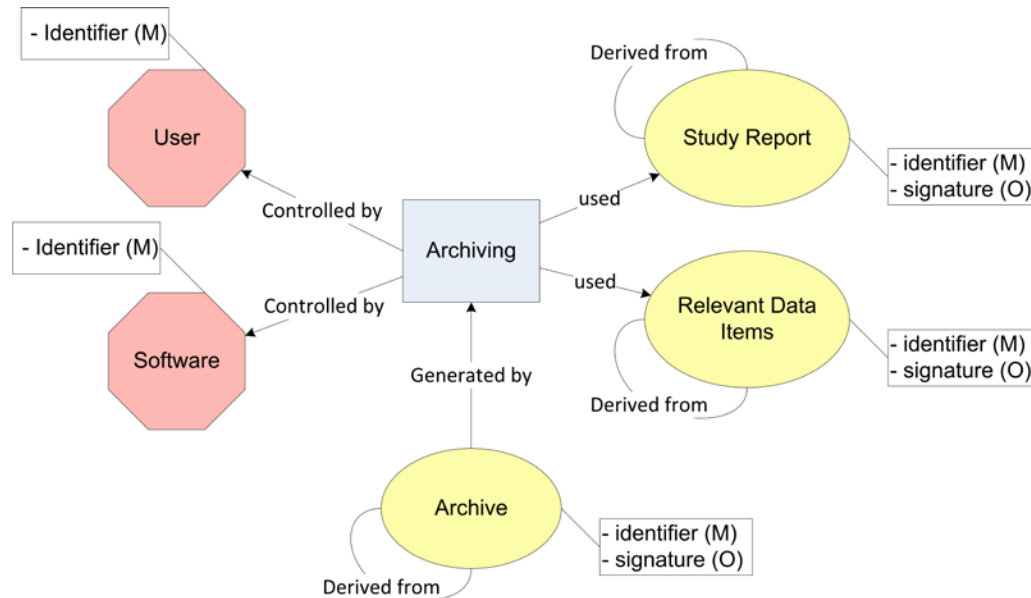 - Identifier (M)
User
Controlled by
- Identifier (M)
Software
Controlled by
Archiving
Derived from
Study Report
- identifier (M)
- signature (O)
used
used
Relevant Data
Items
- identifier (M)
- signature (O)
Derived from
Generated by
Archive
- identifier (M)
- signature (O)
Derived from